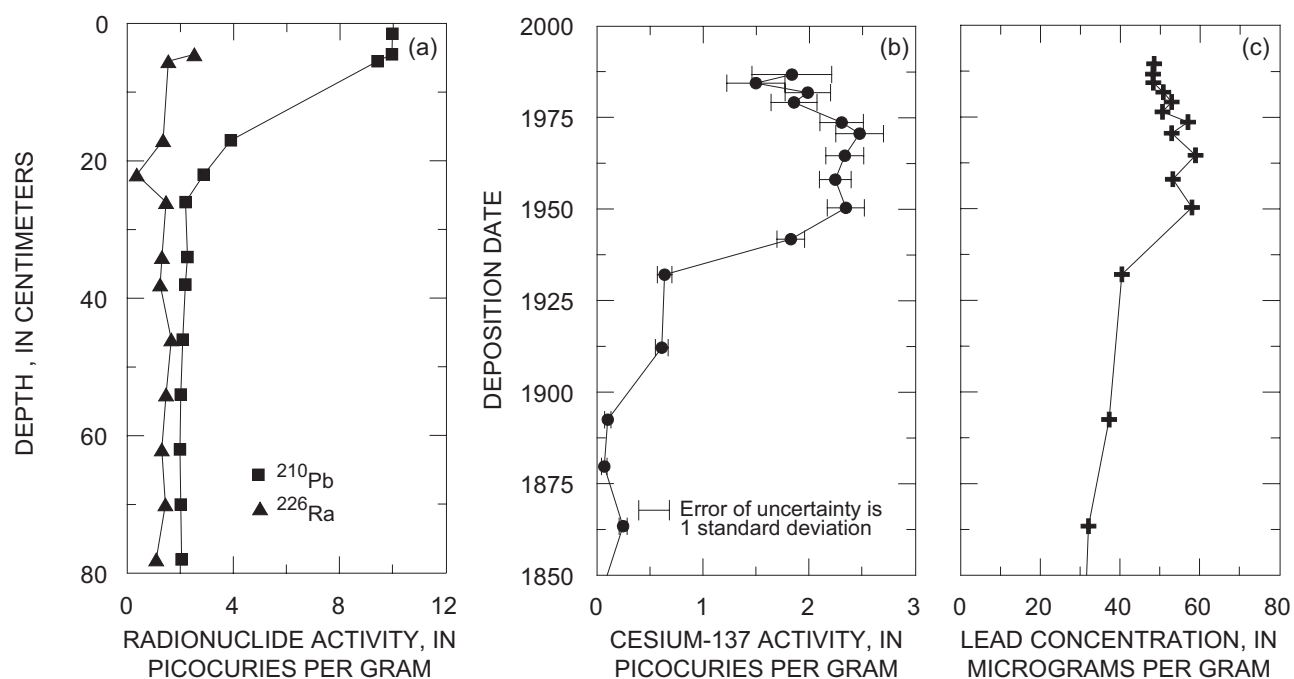 (a)
0
20
40
60
80
DEPTH , IN CENTIMETERS
210Pb
226Ra
0 4 8 12
RADIONUCLIDE ACTIVITY, IN
PICOCURIES PER GRAM
(b)
2000
1975
1950
1925
1900
1875
1850
DEPOSITION DATE
Error of uncertainty is
1 standard deviation
0 1 2 3
CESIUM-137 ACTIVITY, IN
PICOCURIES PER GRAM
(c)
0 20 40 60 80
LEAD CONCENTRATION, IN
MICROGRAMS PER GRAM